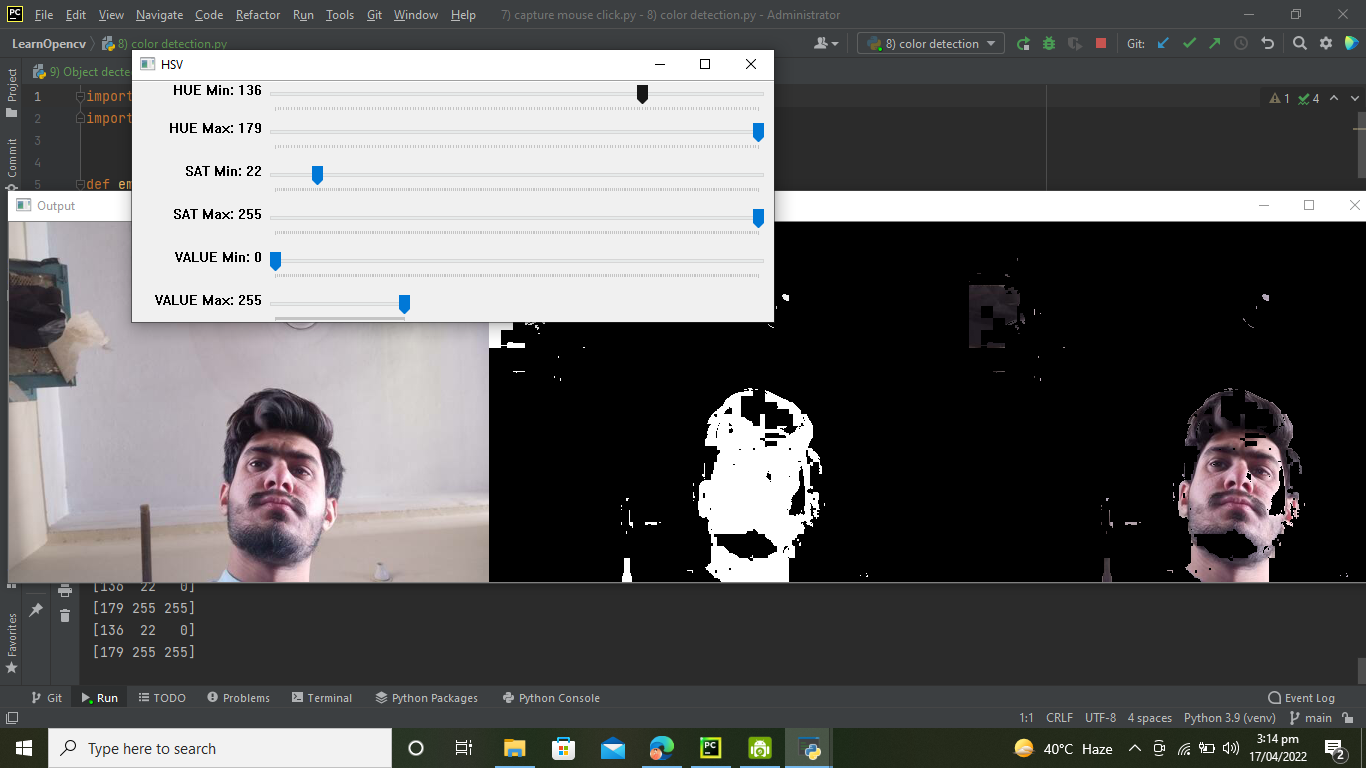 PC File Edit View Navigate Code Refactor Run Tools Git Window Help 7) capture mouse click.py - 8) color detection.py - Administrator
LearnOpencv 8) color detection.py 8) color detection Git:
9) Object decte
HSV
1 import
2 import
3
4
5 def em
1 4
Project
Commit
HUE Min: 136
HUE Max: 179
SAT Min: 22
SAT Max: 255
VALUE Min: 0
VALUE Max: 255
Output
[136 22 0]
[179 255 255]
[136 22 0]
[179 255 255]
Favorites
Git Run TODO Problems Terminal Python Packages Python Console Event Log
1:1 CRLF UTF-8 4 spaces Python 3.9 (venv) main
Type here to search
PC
40°C Haze
3:14 pm
17/04/2022
2